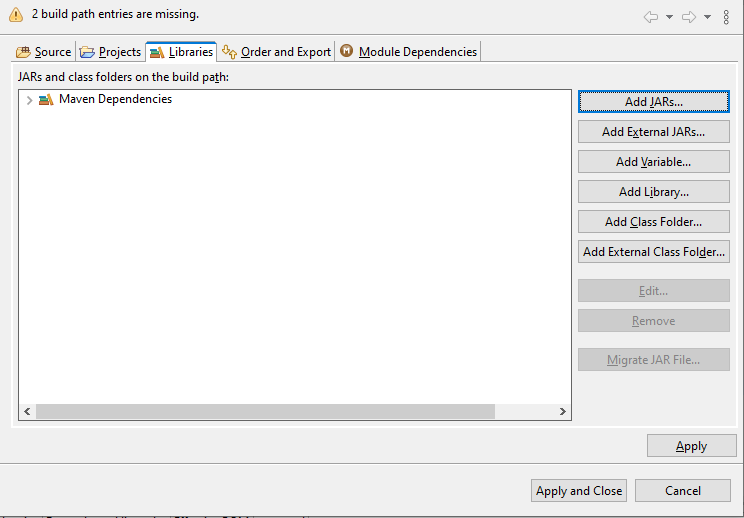 2 build path entries are missing.
Source Projects Libraries Order and Export Module Dependencies
JARs and class folders on the build path:
Maven Dependencies
Add JARs...
Add External JARs...
Add Variable...
Add Library...
Add Class Folder...
Add External Class Folder...
Edit...
Remove
Migrate JAR File...
Apply
Apply and Close Cancel